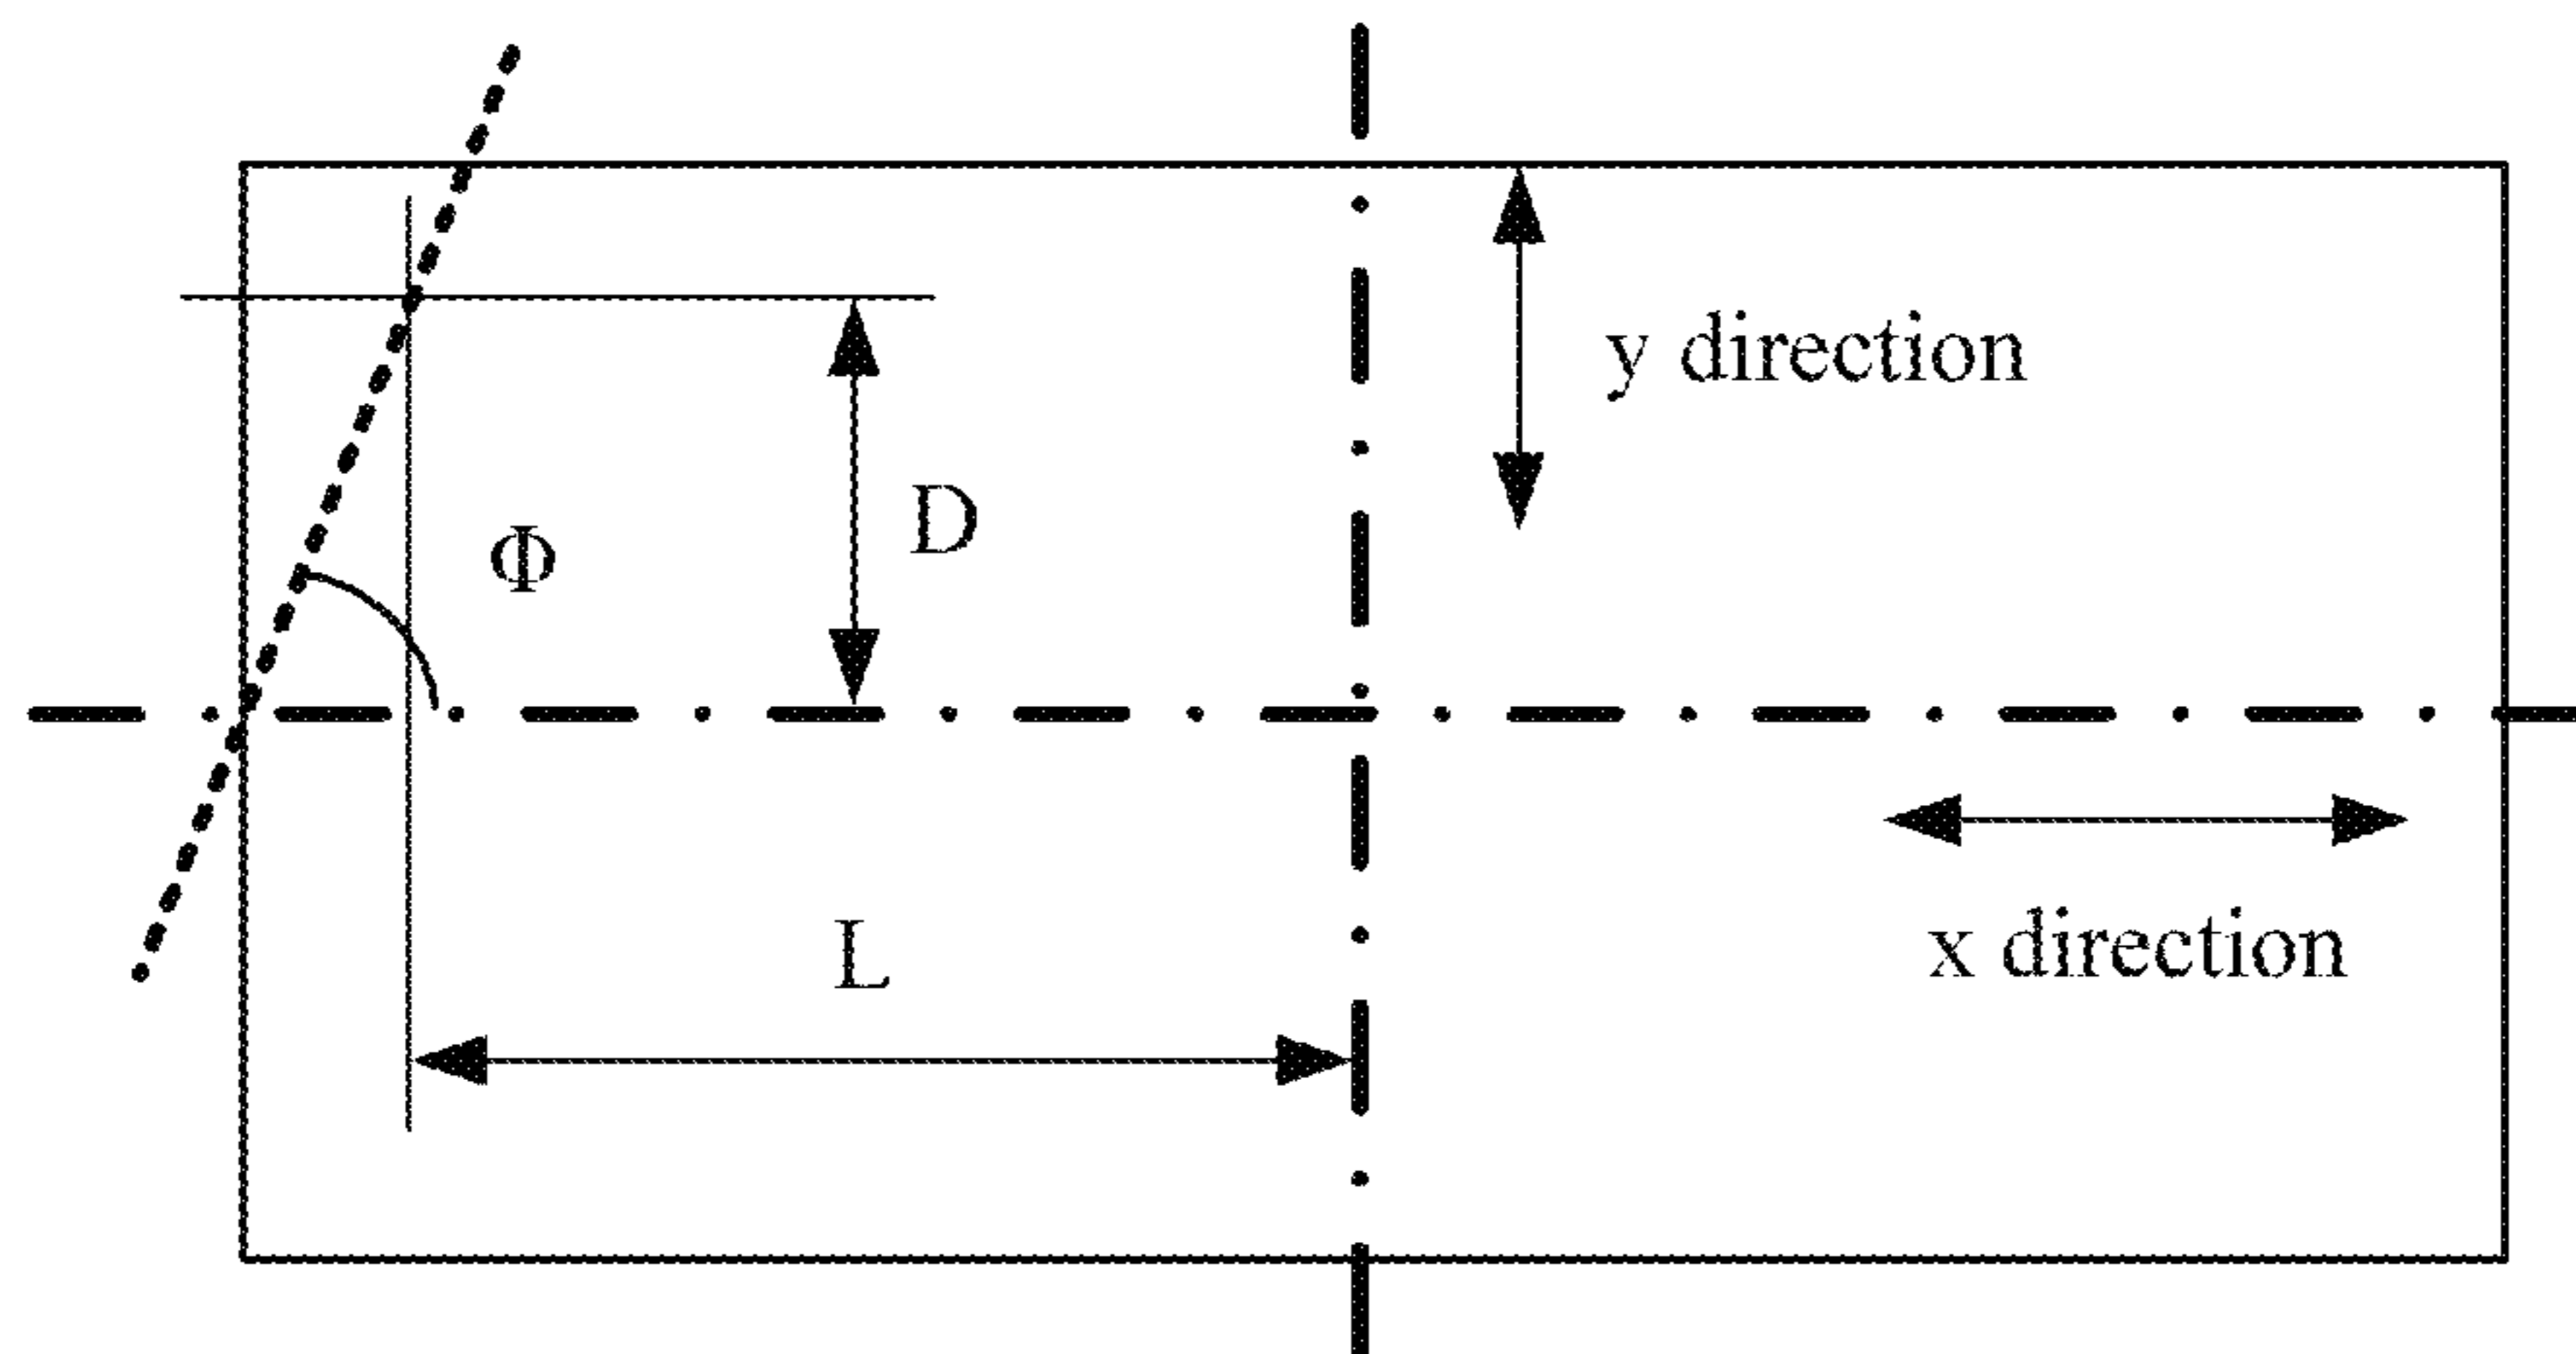 y direction
D
Φ
L
x direction